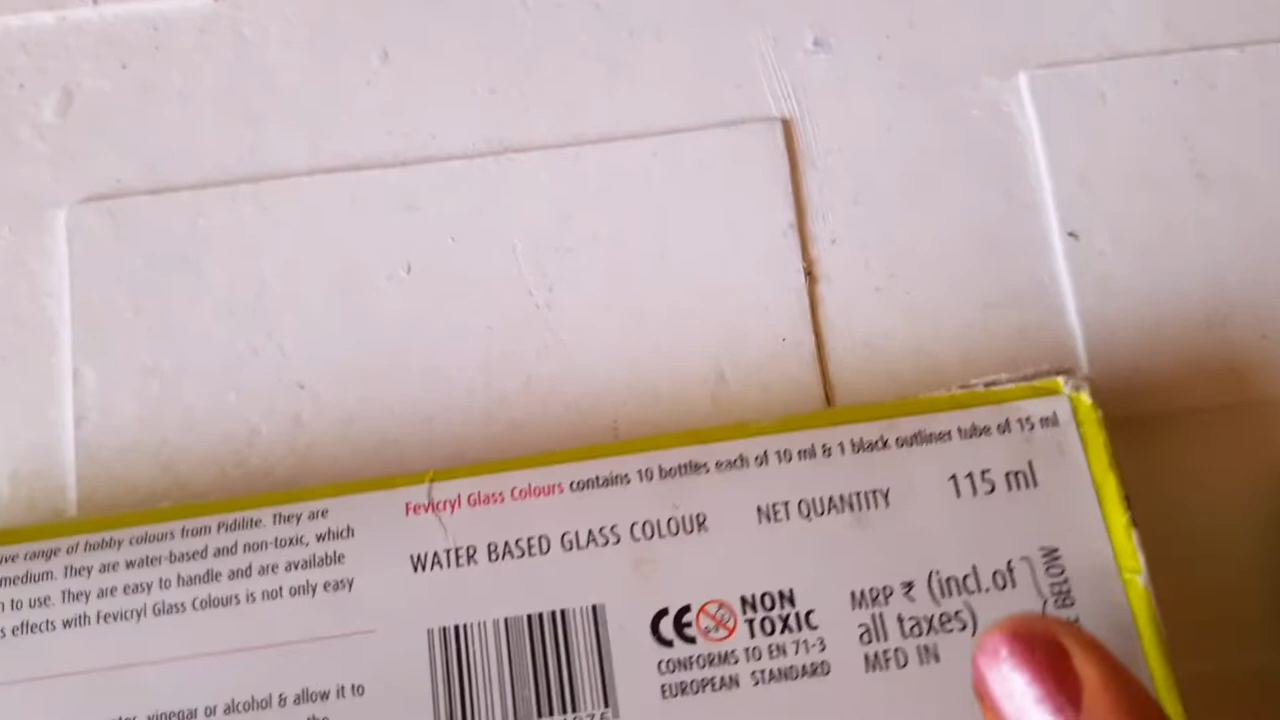 Fevicryl Glass Colours contains 10 bottles each of 10 ml & 1 black outliner tube of 15 ml
WATER BASED GLASS COLOUR NET QUANTITY 115 ml
range of hobby colours from Pidilite. They are
medium. They are water-based and non-toxic, which
to use. They are easy to handle and are available
effects with Fevicryl Glass Colours is not only easy
vinegar or alcohol & allow it to
CE NON TOXIC
CONFORMS TO EN 71-3
EUROPEAN STANDARD
MRP ₹ (incl.of
all taxes)
MFD IN
BELOW